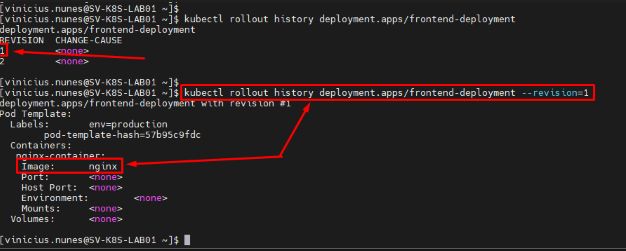 [vinicius.nunes@SV-K8S-LAB01 ~]$ kubectl rollout history deployment.apps/frontend-deployment
deployment.apps/frontend-deployment
REVISION  CHANGE-CAUSE
1         <none>
2         <none>
[vinicius.nunes@SV-K8S-LAB01 ~]$
[vinicius.nunes@SV-K8S-LAB01 ~]$ kubectl rollout history deployment.apps/frontend-deployment --revision=1
deployment.apps/frontend-deployment with revision #1
Pod Template:
  Labels:       env=production
        pod-template-hash=57b95c9fdc
  Containers:
   nginx-container:
    Image:      nginx
    Port:       <none>
    Host Port:  <none>
    Environment:        <none>
    Mounts:     <none>
  Volumes:      <none>
[vinicius.nunes@SV-K8S-LAB01 ~]$